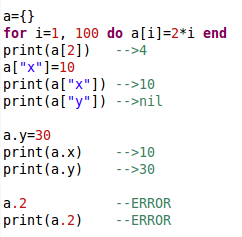 a={}
for i=1, 100 do a[i]=2*i end
print(a[2])   -->4
a["x"]=10
print(a["x"]) -->10
print(a["y"]) -->nil

a.y=30
print(a.x)    -->10
print(a.y)    -->30

a.2           --ERROR
print(a.2)    --ERROR